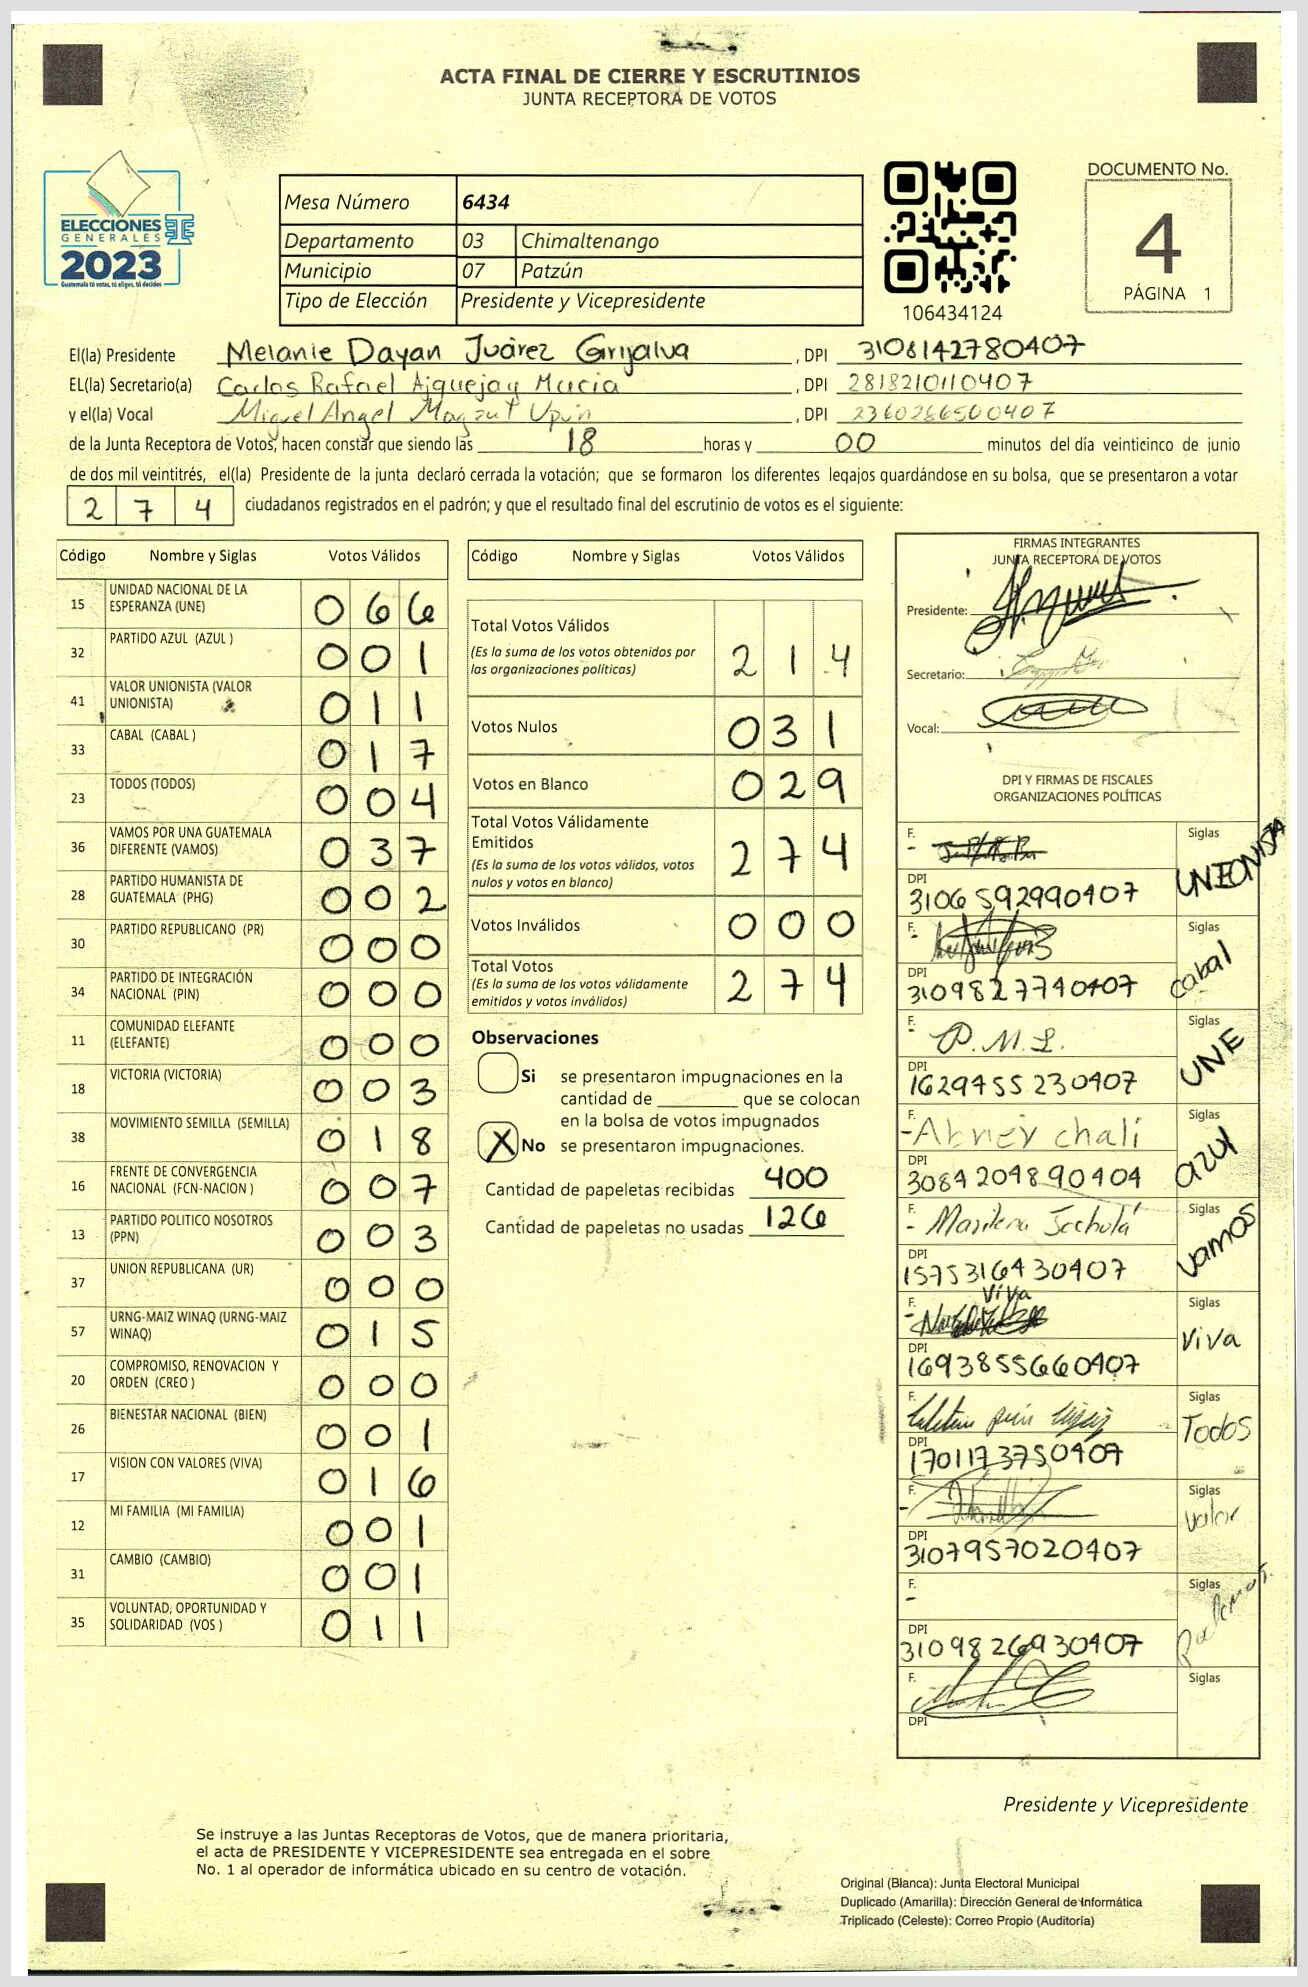 ACTA FINAL DE CIERRE Y ESCRUTINIOS
JUNTA RECEPTORA DE VOTOS
ELECCIONES
GENERALES
2023
Guatemala tú votas, tú eliges, tú decides
Mesa Número 6434
Departamento 03 Chimaltenango
Municipio 07 Patzún
Tipo de Elección Presidente y Vicepresidente
106434124
DOCUMENTO No.
4
PÁGINA 1
El(la) Presidente Melanie Dayan Juárez Grijalva, DPI 3108142780407
EL(la) Secretario(a) Carlos Rafael Ajquejay Mucia, DPI 2818210110407
y el(la) Vocal Miguel Angel, DPI 2360286500407
de la Junta Receptora de Votos, hacen constar que siendo las 18 horas y 00 minutos del día veinticinco de junio
de dos mil veintitrés, el(la) Presidente de la junta declaró cerrada la votación; que se formaron los diferentes legajos quardándose en su bolsa, que se presentaron a votar
2 7 4 ciudadanos registrados en el padrón; y que el resultado final del escrutinio de votos es el siguiente:
Código Nombre y Siglas Votos Válidos
15 UNIDAD NACIONAL DE LA ESPERANZA (UNE) 0 6 6
32 PARTIDO AZUL (AZUL ) 0 0 1
41 VALOR UNIONISTA (VALOR UNIONISTA) 0 1 1
33 CABAL (CABAL ) 0 1 7
23 TODOS (TODOS) 0 0 4
36 VAMOS POR UNA GUATEMALA DIFERENTE (VAMOS) 0 3 7
28 PARTIDO HUMANISTA DE GUATEMALA (PHG) 0 0 2
30 PARTIDO REPUBLICANO (PR) 0 0 0
34 PARTIDO DE INTEGRACIÓN NACIONAL (PIN) 0 0 0
11 COMUNIDAD ELEFANTE (ELEFANTE) 0 0 0
18 VICTORIA (VICTORIA) 0 0 3
38 MOVIMIENTO SEMILLA (SEMILLA) 0 1 8
16 FRENTE DE CONVERGENCIA NACIONAL (FCN-NACION ) 0 0 7
13 PARTIDO POLITICO NOSOTROS (PPN) 0 0 3
37 UNION REPUBLICANA (UR) 0 0 0
57 URNG-MAIZ WINAQ (URNG-MAIZ WINAQ) 0 1 5
20 COMPROMISO, RENOVACION Y ORDEN (CREO ) 0 0 0
26 BIENESTAR NACIONAL (BIEN) 0 0 1
17 VISION CON VALORES (VIVA) 0 1 6
12 MI FAMILIA (MI FAMILIA) 0 0 1
31 CAMBIO (CAMBIO) 0 0 1
35 VOLUNTAD, OPORTUNIDAD Y SOLIDARIDAD (VOS ) 0 1 1
Código Nombre y Siglas Votos Válidos
Total Votos Válidos 2 1 4
(Es la suma de los votos obtenidos por
las organizaciones políticas)
Votos Nulos 0 3 1
Votos en Blanco 0 2 9
Total Votos Válidamente
Emitidos 2 7 4
(Es la suma de los votos válidos, votos
nulos y votos en blanco)
Votos Inválidos 0 0 0
Total Votos 2 7 4
(Es la suma de los votos válidamente
emitidos y votos inválidos)
Observaciones
Si se presentaron impugnaciones en la
cantidad de ________ que se colocan
en la bolsa de votos impugnados
X No se presentaron impugnaciones.
Cantidad de papeletas recibidas 400
Cantidad de papeletas no usadas 126
FIRMAS INTEGRANTES
JUNTA RECEPTORA DE VOTOS
Presidente:
Secretario:
Vocal:
DPI Y FIRMAS DE FISCALES
ORGANIZACIONES POLÍTICAS
F. Siglas UNIONISTA
DPI 3106592990407
F. Siglas cabal
DPI 3109827740407
F. P.M.L. Siglas UNE
DPI 1629455230407
F. Abner chali Siglas azul
DPI 3084204890404
F. Siglas vamos
DPI 1575316430407
F. Viva Siglas Viva
DPI 1693855660407
F. Siglas Todos
DPI 1701173750407
F. Siglas valor
DPI 3107957020407
F. Siglas
DPI 3109826930407
F. Siglas
DPI
Presidente y Vicepresidente
Se instruye a las Juntas Receptoras de Votos, que de manera prioritaria,
el acta de PRESIDENTE Y VICEPRESIDENTE sea entregada en el sobre
No. 1 al operador de informática ubicado en su centro de votación.
Original (Blanca): Junta Electoral Municipal
Duplicado (Amarilla): Dirección General de Informática
Triplicado (Celeste): Correo Propio (Auditoría)